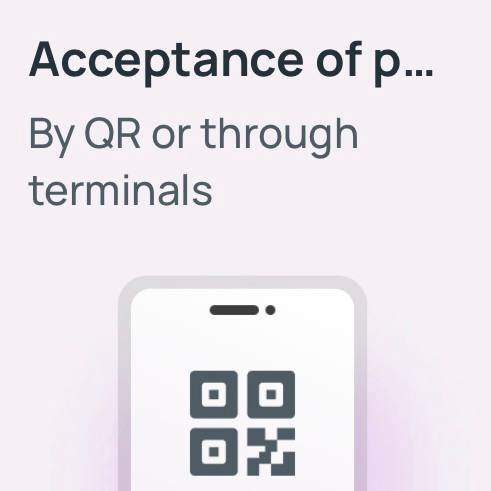 Acceptance of p...
By QR or through
terminals